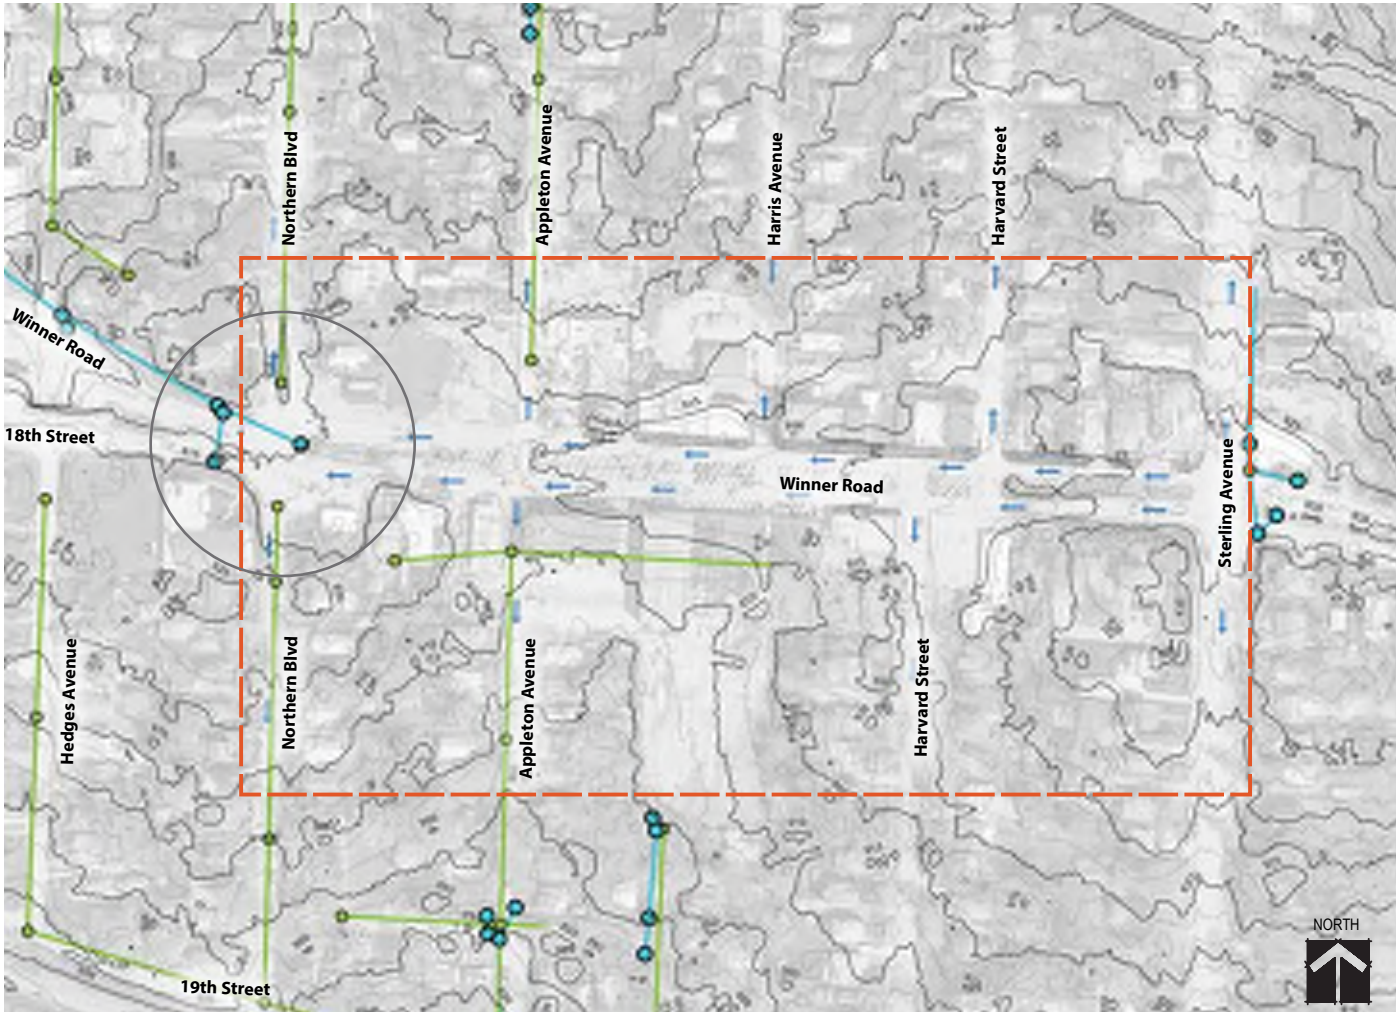 Northern Blvd
Appleton Avenue
Harris Avenue
Harvard Street
Winner Road
18th Street
Winner Road
Sterling Avenue
Hedges Avenue
Northern Blvd
Appleton Avenue
Harvard Street
NORTH
19th Street